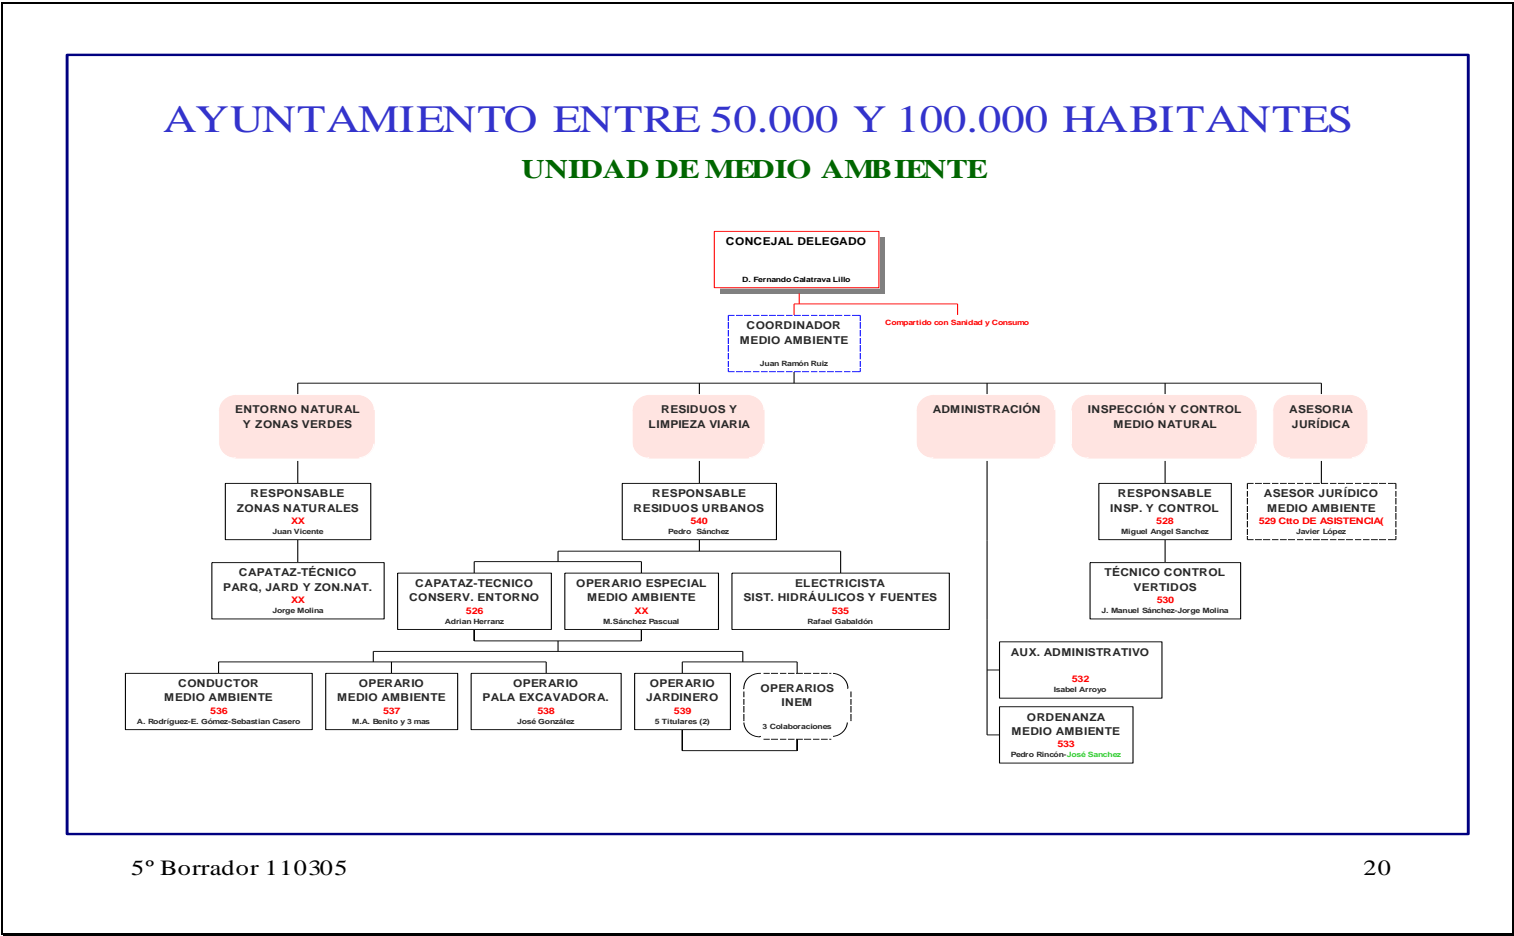 AYUNTAMIENTO ENTRE 50.000 Y 100.000 HABITANTES
UNIDAD DE MEDIO AMBIENTE
CONCEJAL DELEGADO
D. Fernando Calatrava Lillo
COORDINADOR
MEDIO AMBIENTE
Juan Ramón Ruiz
Compartido con Sanidad y Consumo
ENTORNO NATURAL
Y ZONAS VERDES
RESIDUOS Y
LIMPIEZA VIARIA
ADMINISTRACIÓN
INSPECCIÓN Y CONTROL
MEDIO NATURAL
ASESORIA
JURÍDICA
RESPONSABLE
ZONAS NATURALES
XX
Juan Vicente
RESPONSABLE
RESIDUOS URBANOS
540
Pedro Sánchez
RESPONSABLE
INSP. Y CONTROL
528
Miguel Angel Sanchez
ASESOR JURÍDICO
MEDIO AMBIENTE
529 Ctto DE ASISTENCIA(
Javier López
CAPATAZ-TÉCNICO
PARQ, JARD Y ZON.NAT.
XX
Jorge Molina
CAPATAZ-TECNICO
CONSERV. ENTORNO
526
Adrian Herranz
OPERARIO ESPECIAL
MEDIO AMBIENTE
XX
M.Sánchez Pascual
ELECTRICISTA
SIST. HIDRÁULICOS Y FUENTES
535
Rafael Gabaldón
TÉCNICO CONTROL
VERTIDOS
530
J. Manuel Sánchez-Jorge Molina
AUX. ADMINISTRATIVO
532
Isabel Arroyo
CONDUCTOR
MEDIO AMBIENTE
536
A. Rodríguez-E. Gómez-Sebastian Casero
OPERARIO
MEDIO AMBIENTE
537
M.A. Benito y 3 mas
OPERARIO
PALA EXCAVADORA.
538
José González
OPERARIO
JARDINERO
539
5 Titulares (2)
OPERARIOS
INEM
3 Colaboraciones
ORDENANZA
MEDIO AMBIENTE
533
Pedro Rincón-José Sanchez
5º Borrador 110305
20